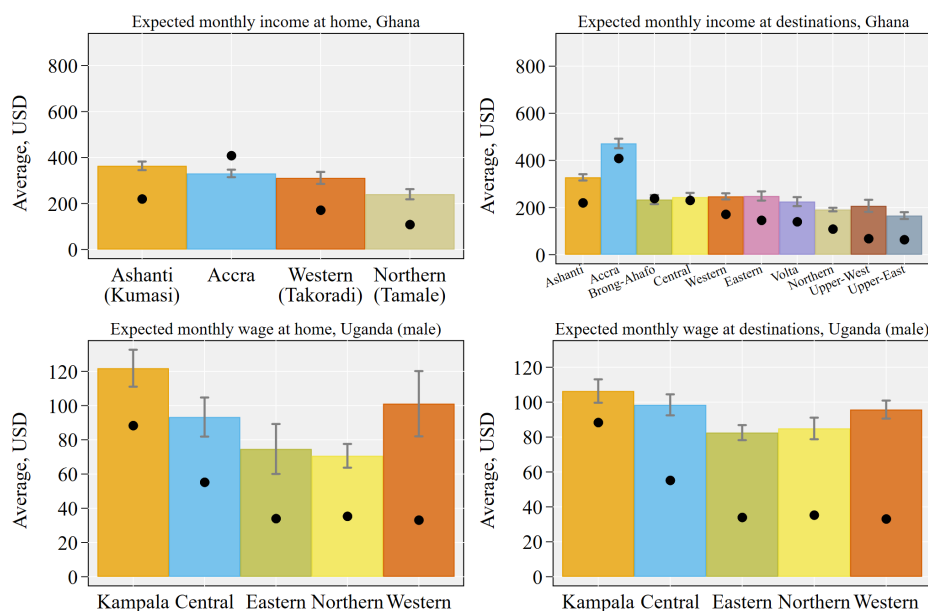 Expected monthly income at home, Ghana
Average, USD
800
600
400
200
0
Ashanti (Kumasi)
Accra
Western (Takoradi)
Northern (Tamale)
Expected monthly income at destinations, Ghana
Average, USD
800
600
400
200
0
Ashanti
Accra
Brong-Ahafo
Central
Western
Eastern
Volta
Northern
Upper-West
Upper-East
Expected monthly wage at home, Uganda (male)
Average, USD
120
100
80
60
40
20
0
Kampala Central Eastern Northern Western
Expected monthly wage at destinations, Uganda (male)
Average, USD
120
100
80
60
40
20
0
Kampala Central Eastern Northern Western